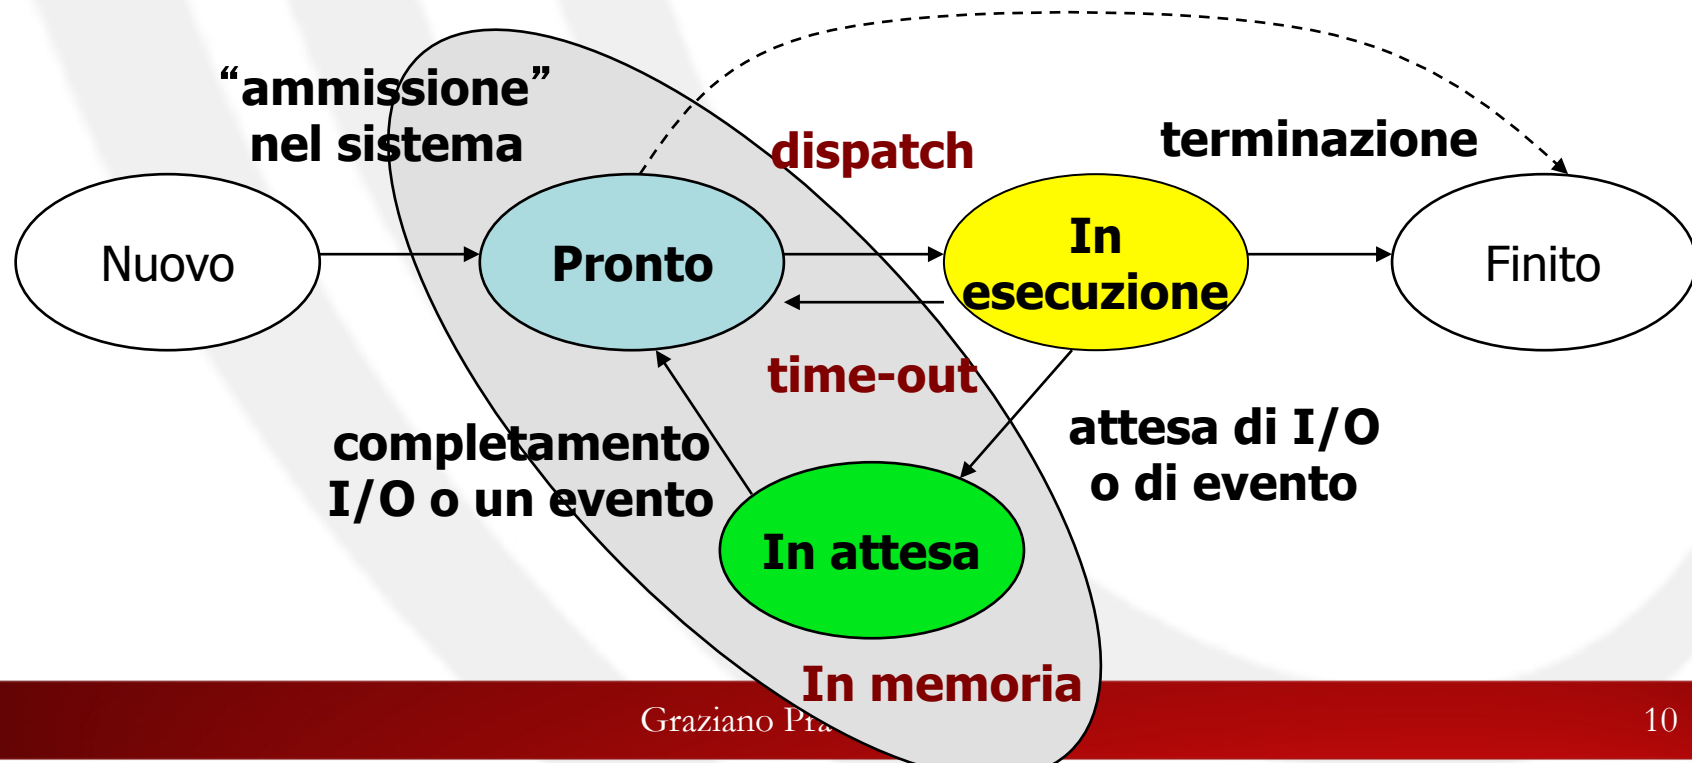 “ammissione”
nel sistema
dispatch
terminazione
Nuovo
Pronto
In
esecuzione
Finito
time-out
completamento
I/O o un evento
attesa di I/O
o di evento
In attesa
In memoria
Graziano
10